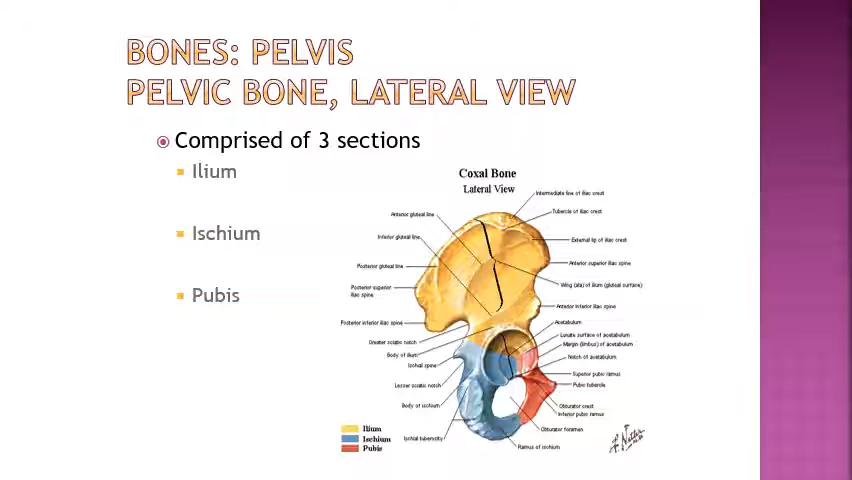 BONES: PELVIS
PELVIC BONE, LATERAL VIEW
Comprised of 3 sections
Ilium
Ischium
Pubis
Coxal Bone
Lateral View
Intermediate line of iliac crest
Tubercle of iliac crest
External lip of iliac crest
Anterior superior iliac spine
Wing (ala) of ilium (gluteal surface)
Anterior inferior iliac spine
Acetabulum
Lunate surface of acetabulum
Margin (limbus) of acetabulum
Notch of acetabulum
Superior pubic ramus
Pubic tubercle
Obturator crest
Inferior pubic ramus
Obturator foramen
Ramus of ischium
Anterior gluteal line
Inferior gluteal line
Posterior gluteal line
Posterior superior
iliac spine
Posterior inferior iliac spine
Greater sciatic notch
Body of ilium
Ischial spine
Lesser sciatic notch
Body of ischium
Ischial tuberosity
Ilium
Ischium
Pubis
F. Netter